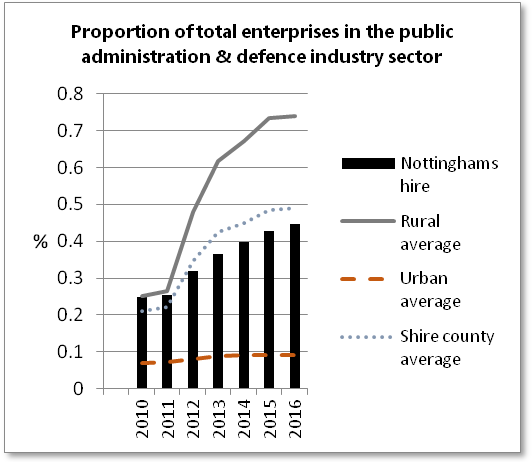 Proportion of total enterprises in the public
administration & defence industry sector
0.8
0.7
0.6
0.5
0.4
0.3
0.2
0.1
0
%
2010
2011
2012
2013
2014
2015
2016
Nottinghams
hire
Rural
average
Urban
average
Shire county
average